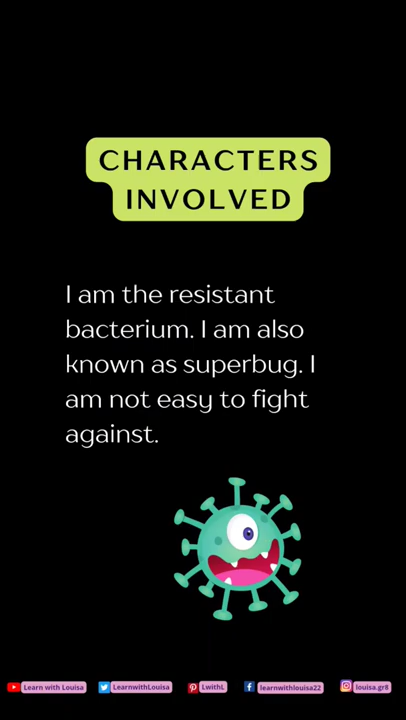 CHARACTERS
INVOLVED
I am the resistant
bacterium. I am also
known as superbug. I
am not easy to fight
against.
Learn with Louisa
LearnwithLouisa
LwithL
learnwithlouisa22
louisa.gr8